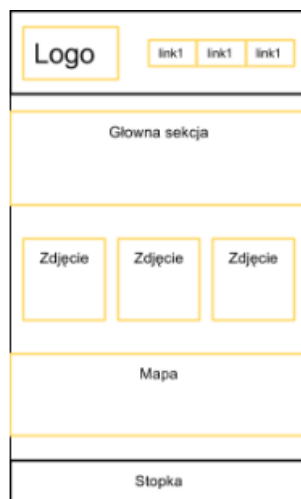 Logo
link1 link1 link1
Głowna sekcja
Zdjęcie Zdjęcie Zdjęcie
Mapa
Stopka